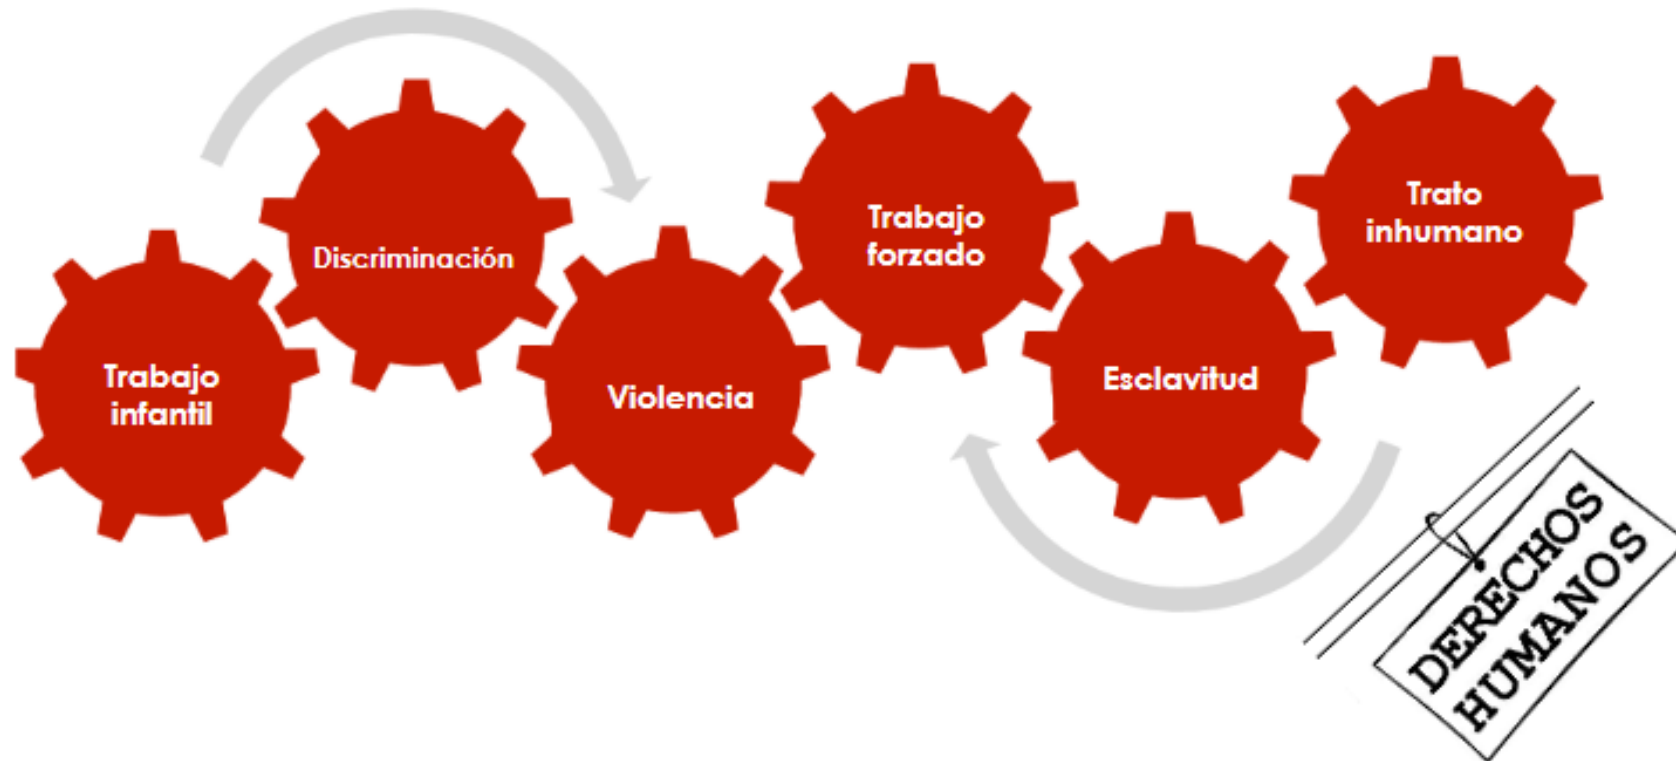 Trabajo
infantil
Discriminación
Violencia
Trabajo
forzado
Esclavitud
Trato
inhumano
DERECHOS
HUMANOS